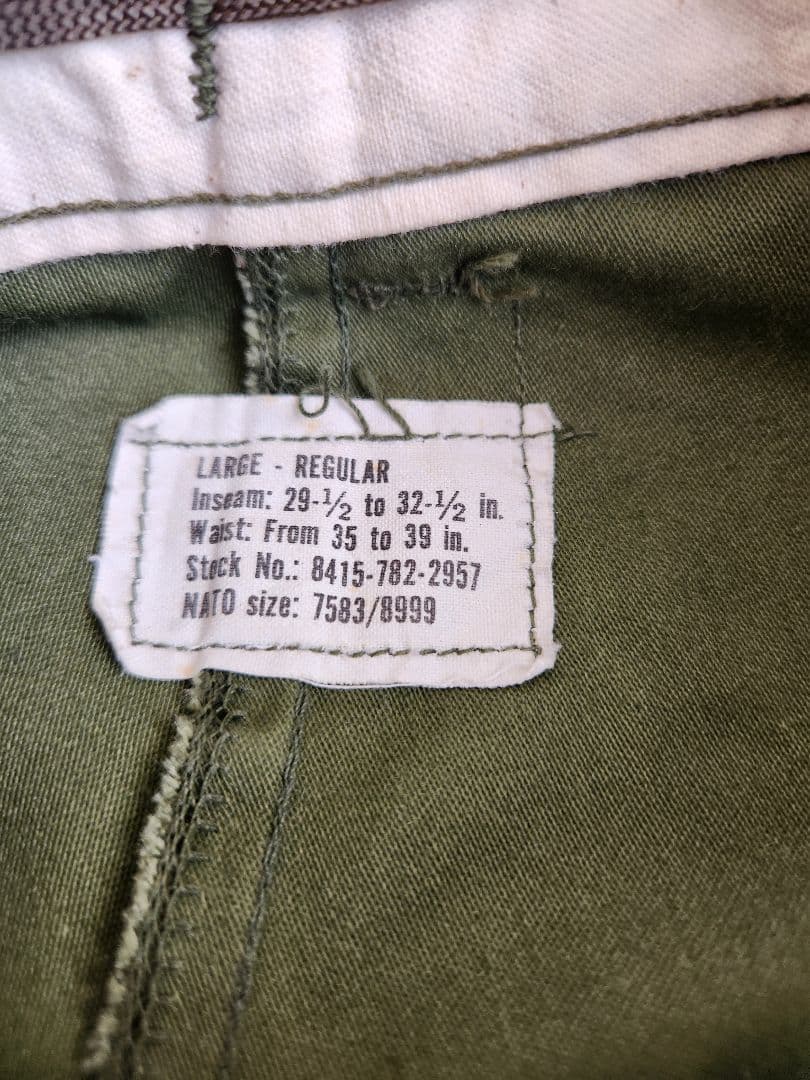 LARGE - REGULAR
Inseam: 29-½ to 32-½ in.
Waist: From 35 to 39 in.
Stock No.: 8415-782-2957
NATO size: 7583/8999